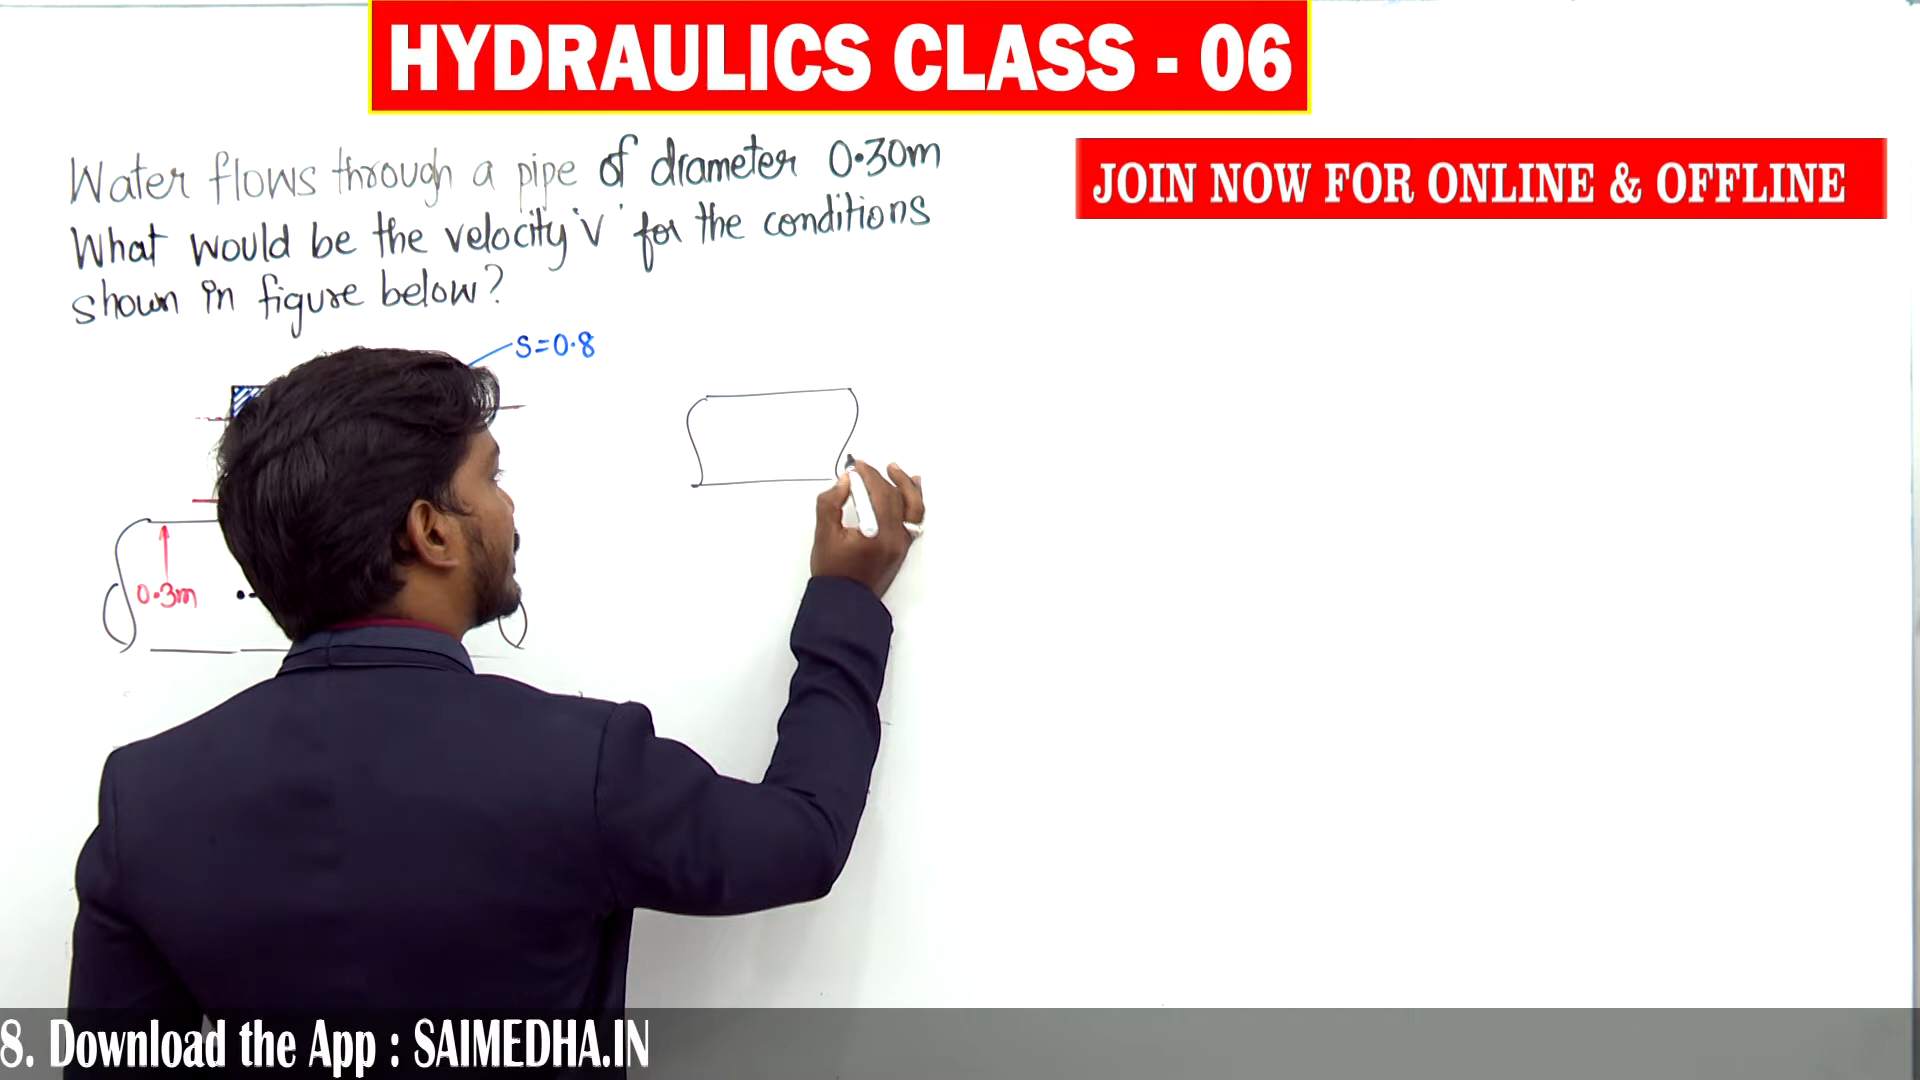 HYDRAULICS CLASS - 06
JOIN NOW FOR ONLINE & OFFLINE
Water flows through a pipe of diameter 0.30m
What would be the velocity 'v' for the conditions
shown in figure below?
S=0.8
0.3m
8. Download the App : SAIMEDHA.IN